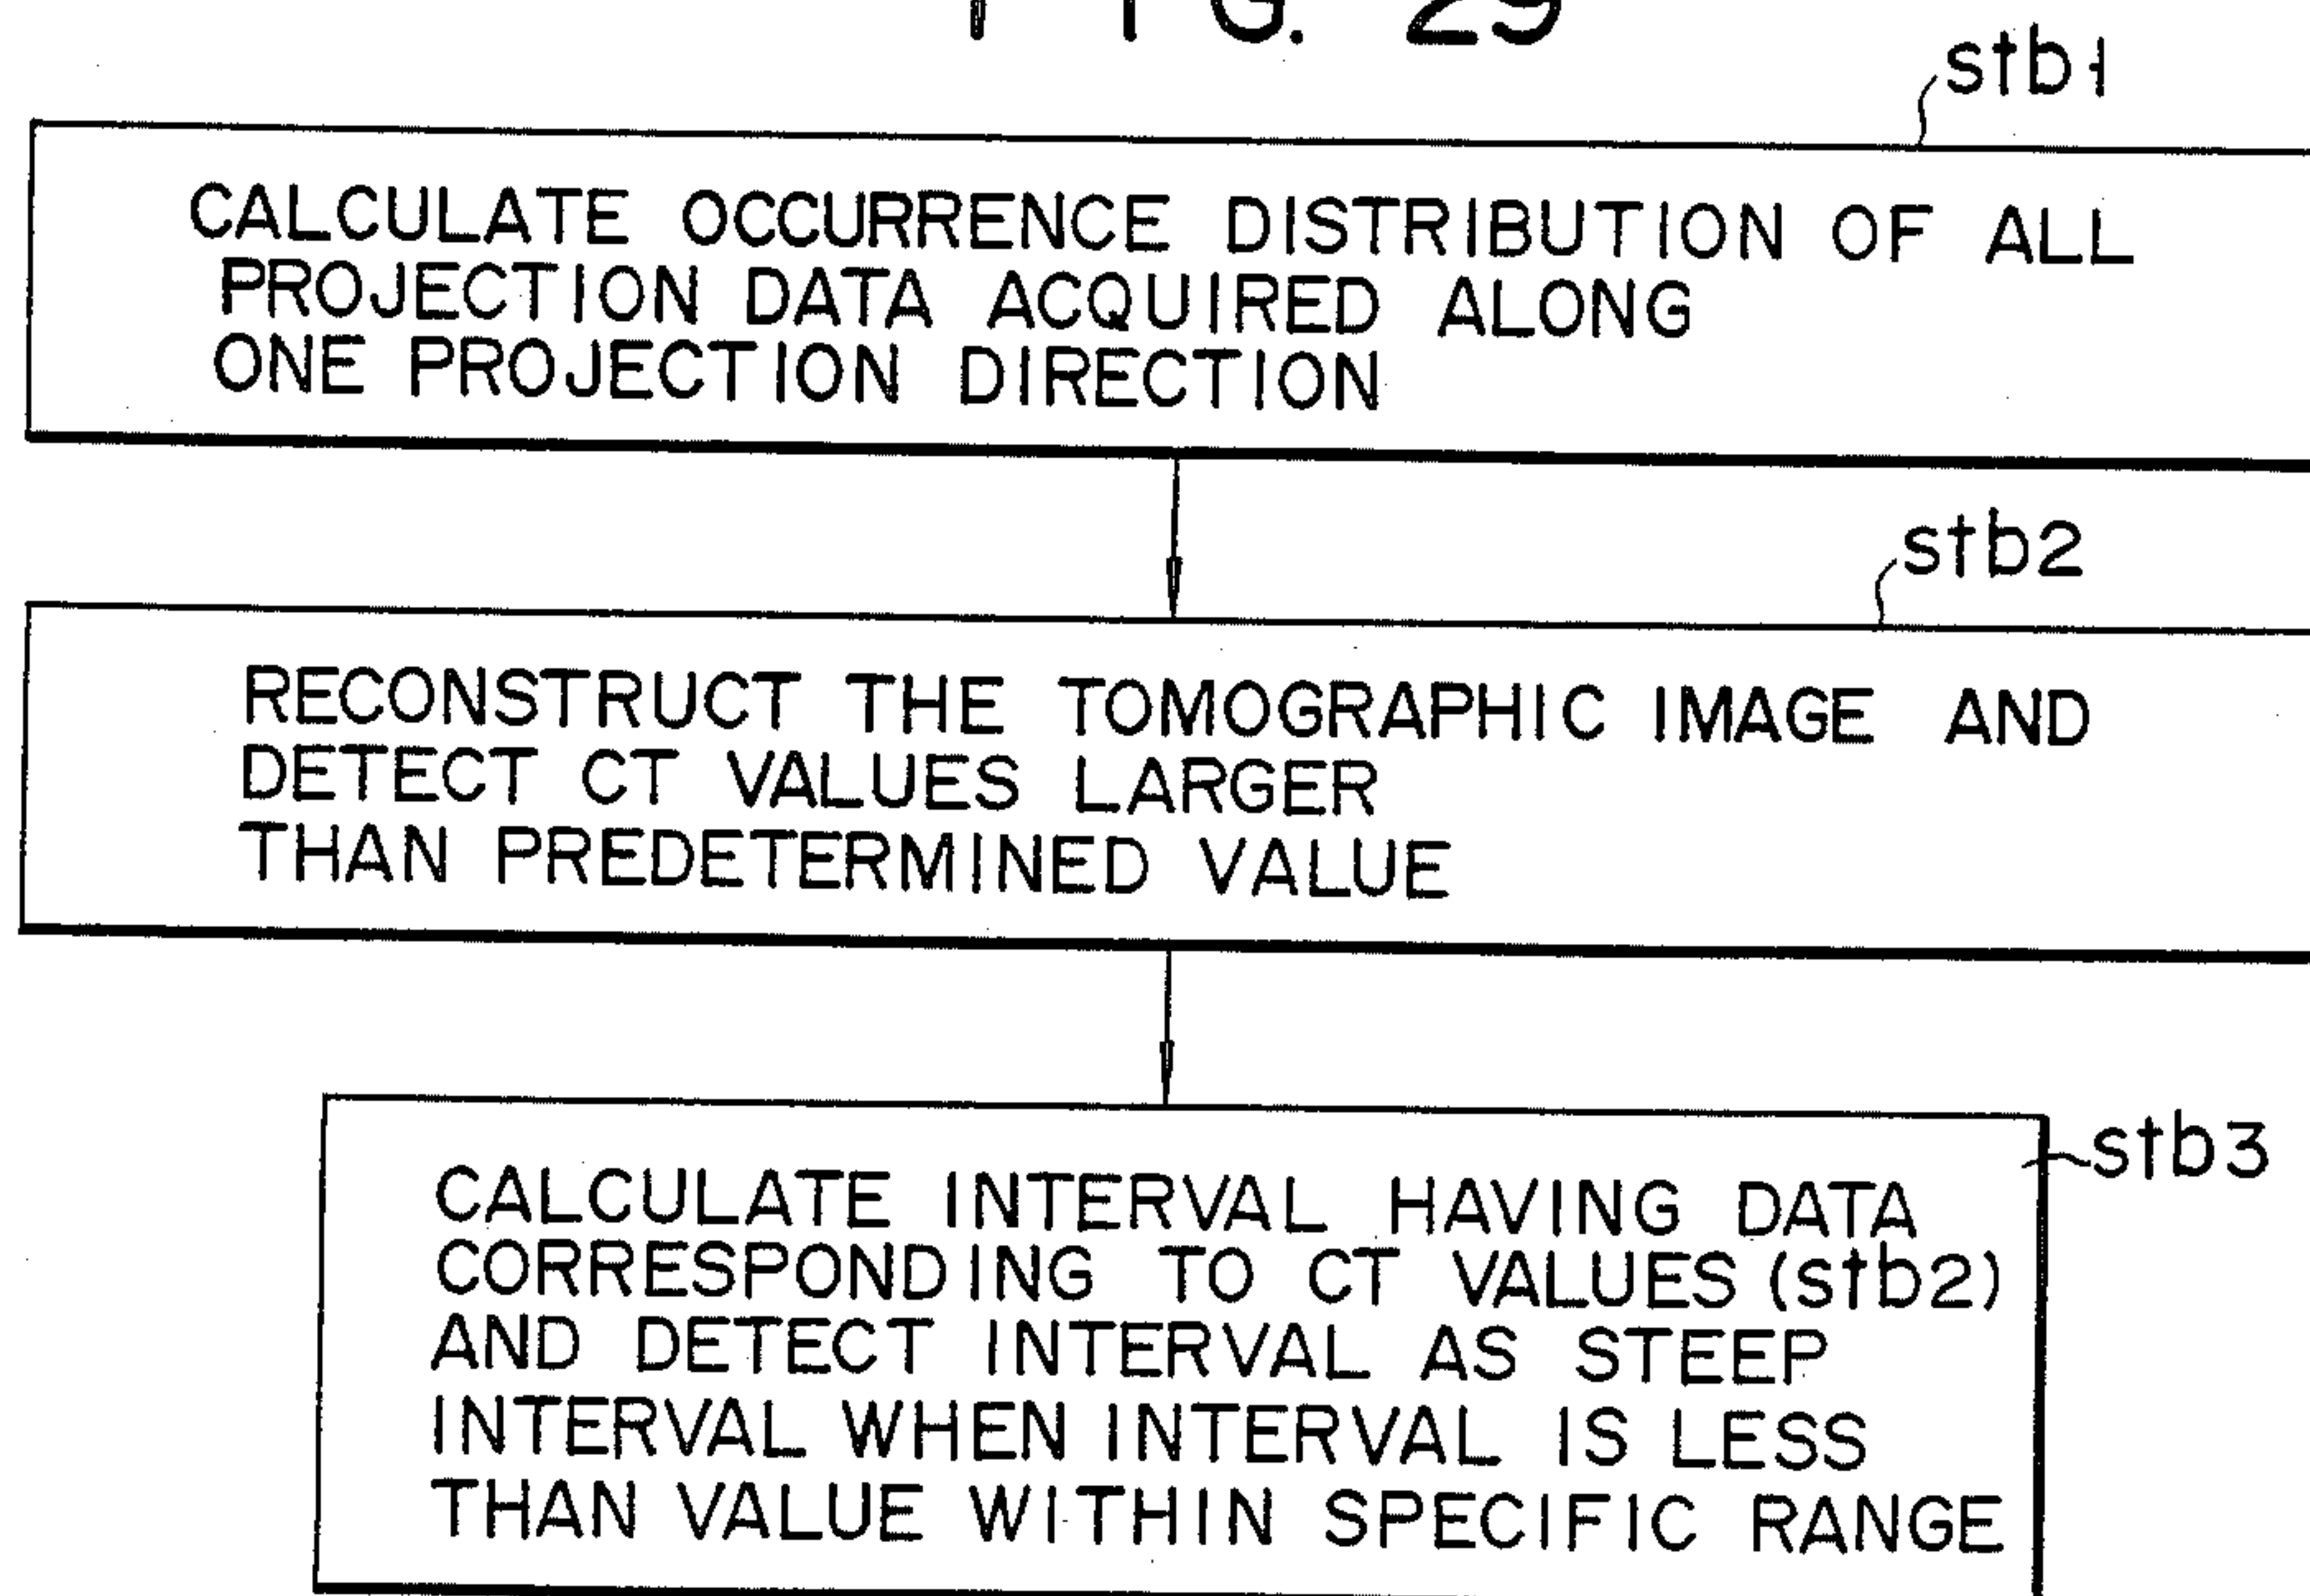 FIG. 29
stb1
CALCULATE OCCURRENCE DISTRIBUTION OF ALL
PROJECTION DATA ACQUIRED ALONG
ONE PROJECTION DIRECTION
stb2
RECONSTRUCT THE TOMOGRAPHIC IMAGE AND
DETECT CT VALUES LARGER
THAN PREDETERMINED VALUE
stb3
CALCULATE INTERVAL HAVING DATA
CORRESPONDING TO CT VALUES (stb2)
AND DETECT INTERVAL AS STEEP
INTERVAL WHEN INTERVAL IS LESS
THAN VALUE WITHIN SPECIFIC RANGE